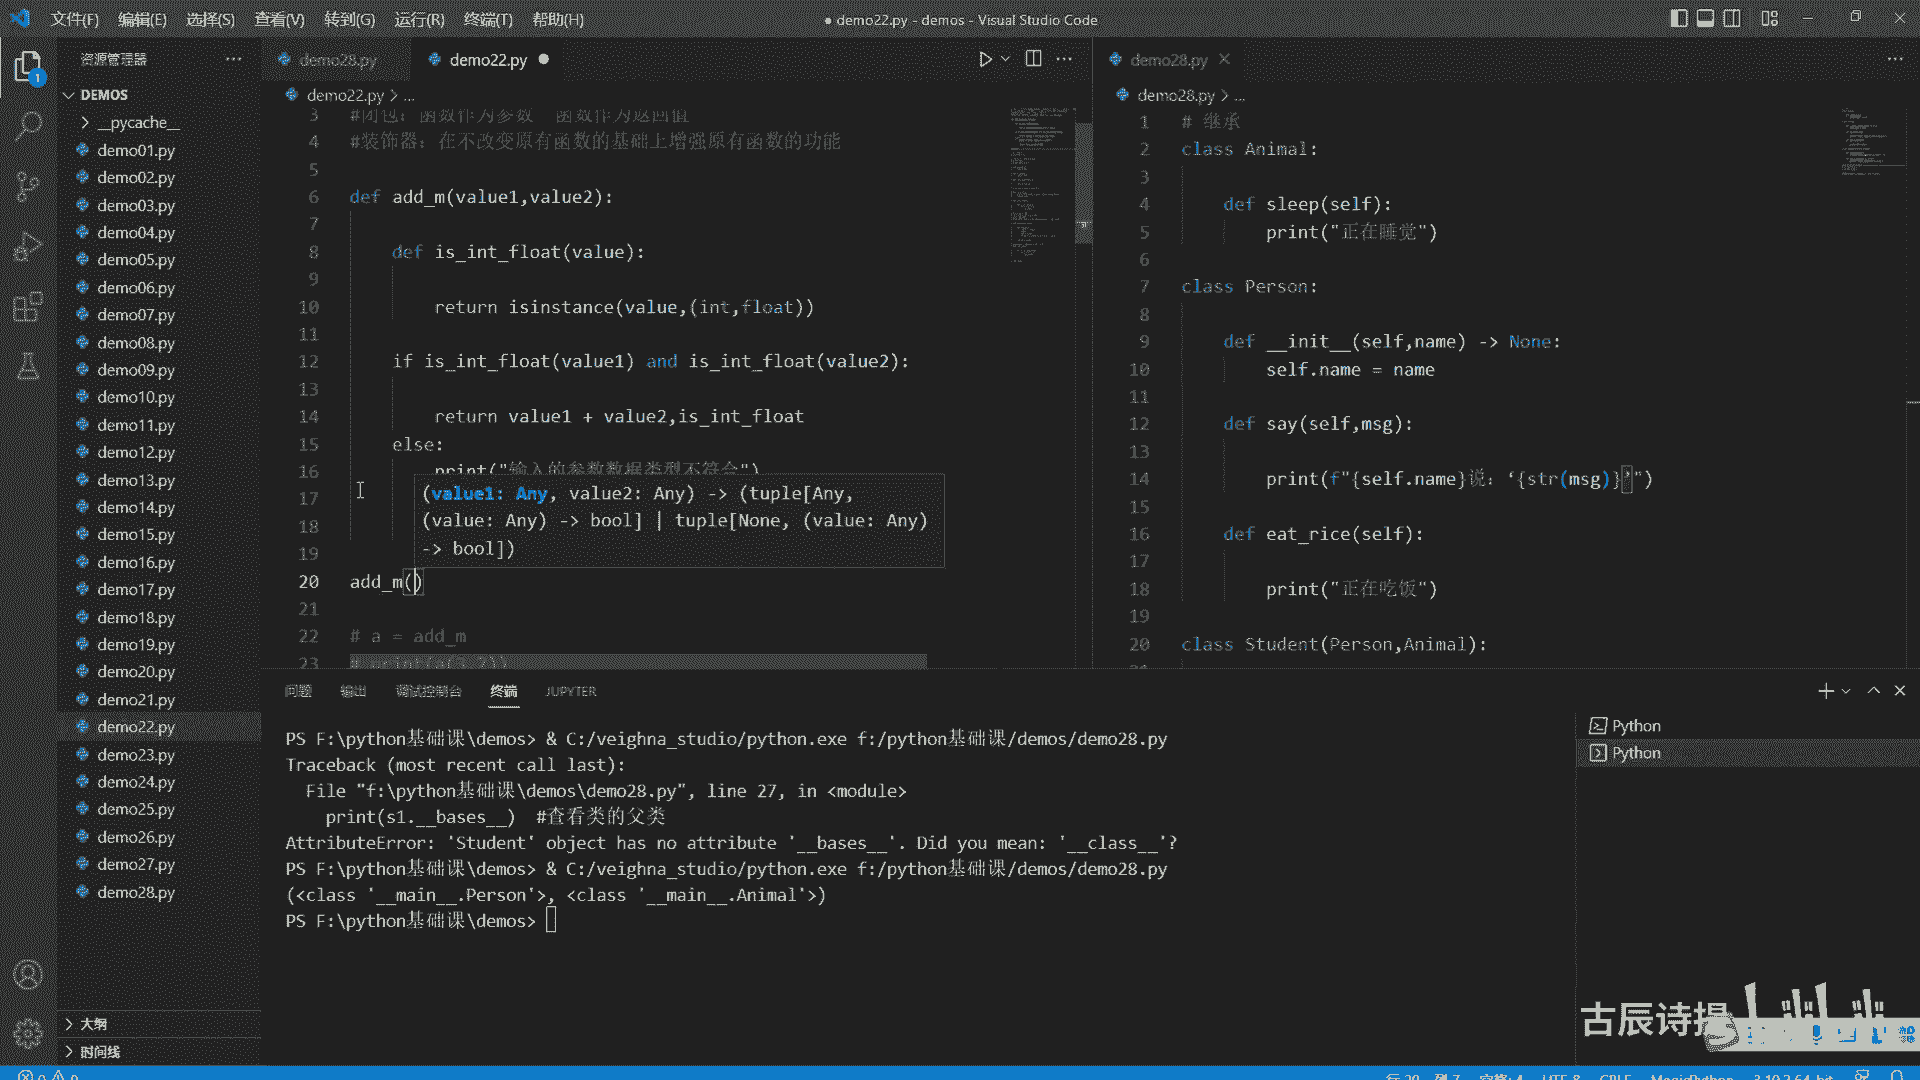 文件(F) 编辑(E) 选择(S) 查看(V) 转到(G) 运行(R) 终端(T) 帮助(H)
● demo22.py - demos - Visual Studio Code
资源管理器
DEMOS
__pycache__
demo01.py
demo02.py
demo03.py
demo04.py
demo05.py
demo06.py
demo07.py
demo08.py
demo09.py
demo10.py
demo11.py
demo12.py
demo13.py
demo14.py
demo15.py
demo16.py
demo17.py
demo18.py
demo19.py
demo20.py
demo21.py
demo22.py
demo23.py
demo24.py
demo25.py
demo26.py
demo27.py
demo28.py
大纲
时间线
1
demo28.py demo22.py
demo22.py > ...
3 #闭包：函数作为参数 函数作为返回值
4 #装饰器：在不改变原有函数的基础上增强原有函数的功能
5
6 def add_m(value1,value2):
7
8 def is_int_float(value):
9
10 return isinstance(value,(int,float))
11
12 if is_int_float(value1) and is_int_float(value2):
13
14 return value1 + value2,is_int_float
15 else:
16 print("输入的参数数据类型不符合")
17
18
19
(value1: Any, value2: Any) -> (tuple[Any,
(value: Any) -> bool] | tuple[None, (value: Any)
-> bool])
20 add_m()
21
22 # a = add_m
23 # print(a(3,2))
demo28.py
demo28.py > ...
1 # 继承
2 class Animal:
3
4 def sleep(self):
5 print("正在睡觉")
6
7 class Person:
8
9 def __init__(self,name) -> None:
10 self.name = name
11
12 def say(self,msg):
13
14 print(f"{self.name}说：‘{str(msg)}’")
15
16 def eat_rice(self):
17
18 print("正在吃饭")
19
20 class Student(Person,Animal):
问题 输出 调试控制台 终端 JUPYTER
PS F:\python基础课\demos> & C:/veighna_studio/python.exe f:/python基础课/demos/demo28.py
Traceback (most recent call last):
File "f:\python基础课\demos\demo28.py", line 27, in <module>
print(s1.__bases__) #查看类的父类
AttributeError: 'Student' object has no attribute '__bases__'. Did you mean: '__class__'?
PS F:\python基础课\demos> & C:/veighna_studio/python.exe f:/python基础课/demos/demo28.py
(<class '__main__.Person'>, <class '__main__.Animal'>)
PS F:\python基础课\demos>
Python
Python
古辰诗提
行 20, 列 7 空格: 4 UTF-8 CRLF MagicPython 3.10.2 64-bit